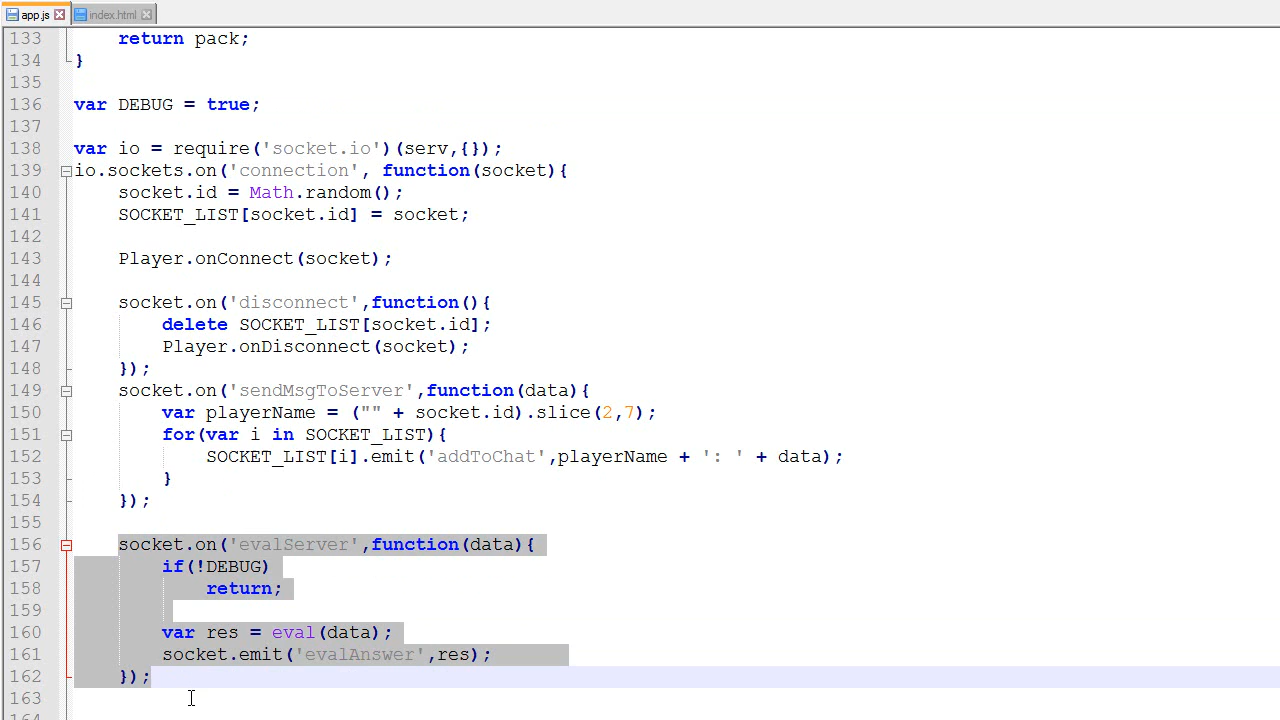 app.js index.html
133 return pack;
134 }
135
136 var DEBUG = true;
137
138 var io = require('socket.io')(serv,{});
139 io.sockets.on('connection', function(socket){
140 socket.id = Math.random();
141 SOCKET_LIST[socket.id] = socket;
142
143 Player.onConnect(socket);
144
145 socket.on('disconnect',function(){
146 delete SOCKET_LIST[socket.id];
147 Player.onDisconnect(socket);
148 });
149 socket.on('sendMsgToServer',function(data){
150 var playerName = ("" + socket.id).slice(2,7);
151 for(var i in SOCKET_LIST){
152 SOCKET_LIST[i].emit('addToChat',playerName + ': ' + data);
153 }
154 });
155
156 socket.on('evalServer',function(data){
157 if(!DEBUG)
158 return;
159
160 var res = eval(data);
161 socket.emit('evalAnswer',res);
162 });
163
164